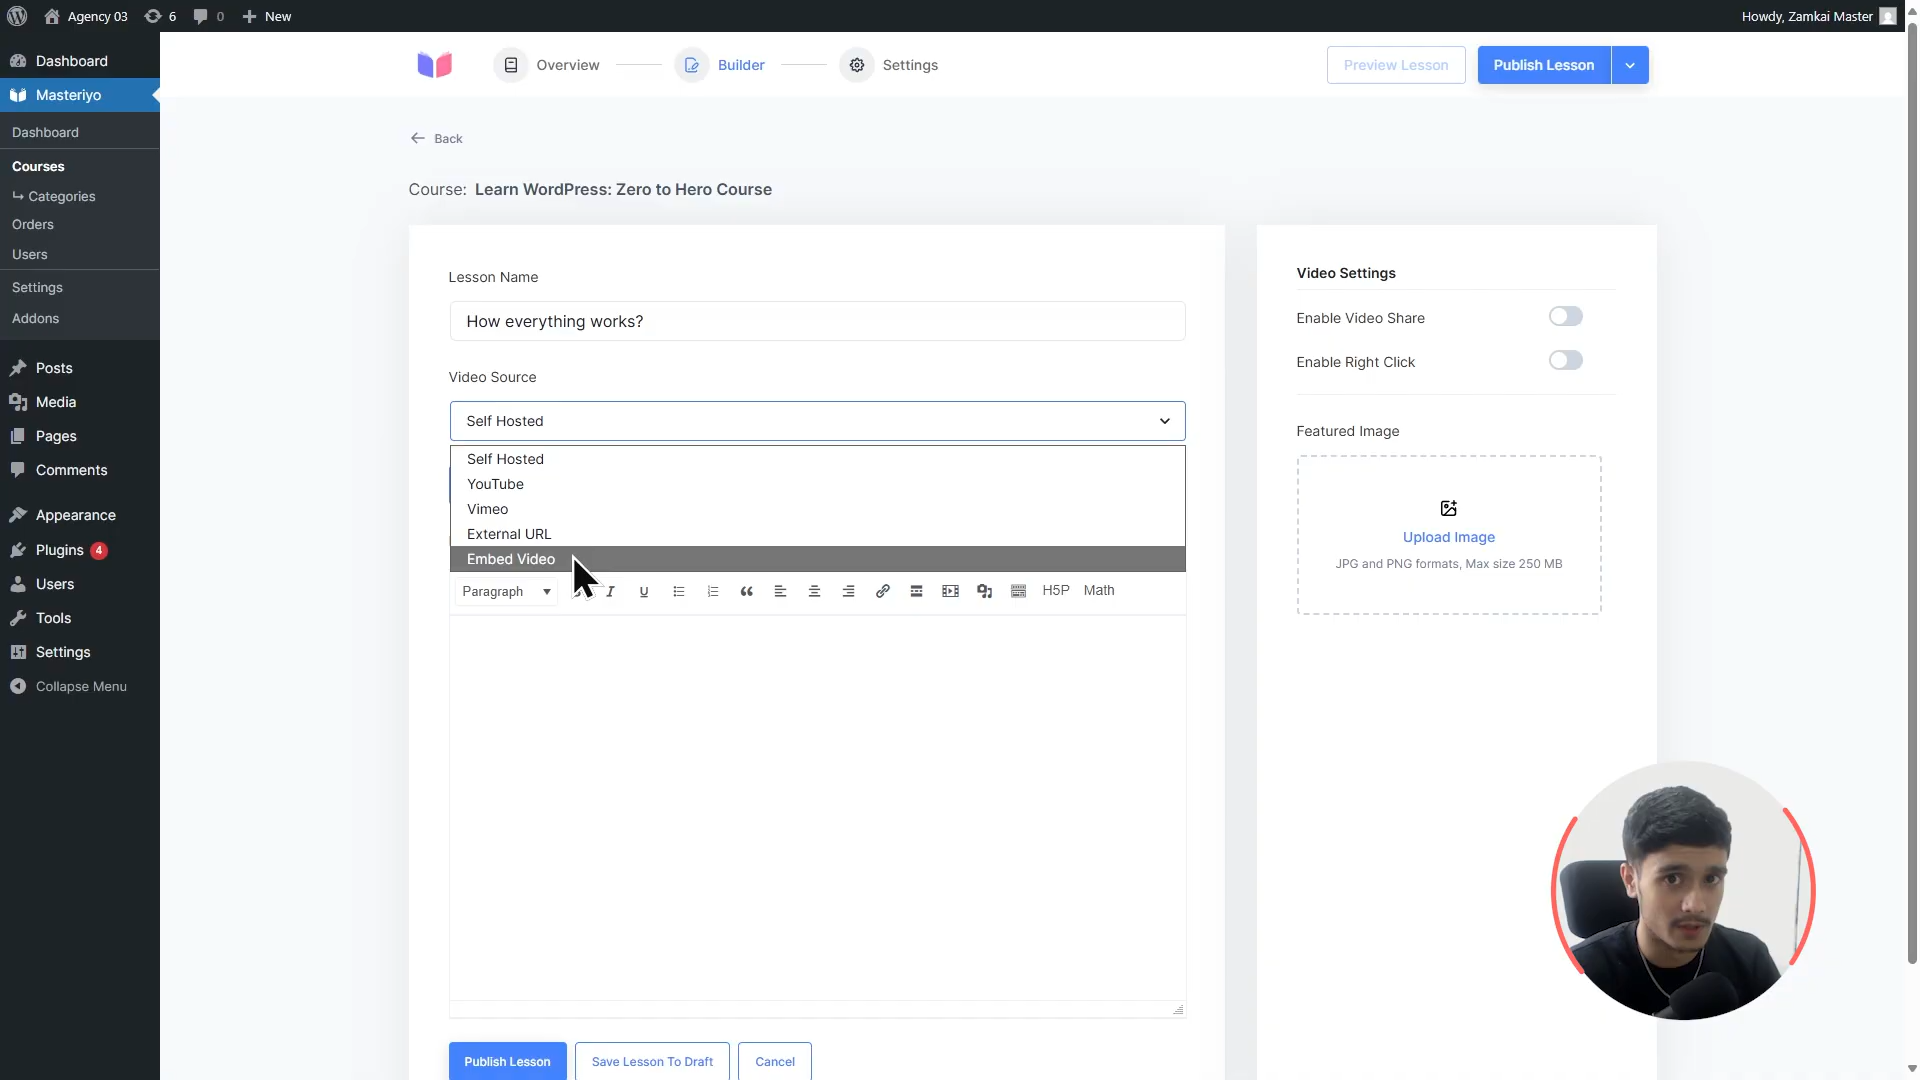 Agency 03
6
0
New
Howdy, Zamkai Master
Dashboard
Masteriyo
Dashboard
Courses
↳ Categories
Orders
Users
Settings
Addons
Posts
Media
Pages
Comments
Appearance
Plugins 4
Users
Tools
Settings
Collapse Menu
Overview
Builder
Settings
Preview Lesson
Publish Lesson
Back
Course: Learn WordPress: Zero to Hero Course
Lesson Name
How everything works?
Video Source
Self Hosted
Self Hosted
YouTube
Vimeo
External URL
Embed Video
Paragraph
I
U
H5P
Math
Publish Lesson
Save Lesson To Draft
Cancel
Video Settings
Enable Video Share
Enable Right Click
Featured Image
Upload Image
JPG and PNG formats, Max size 250 MB